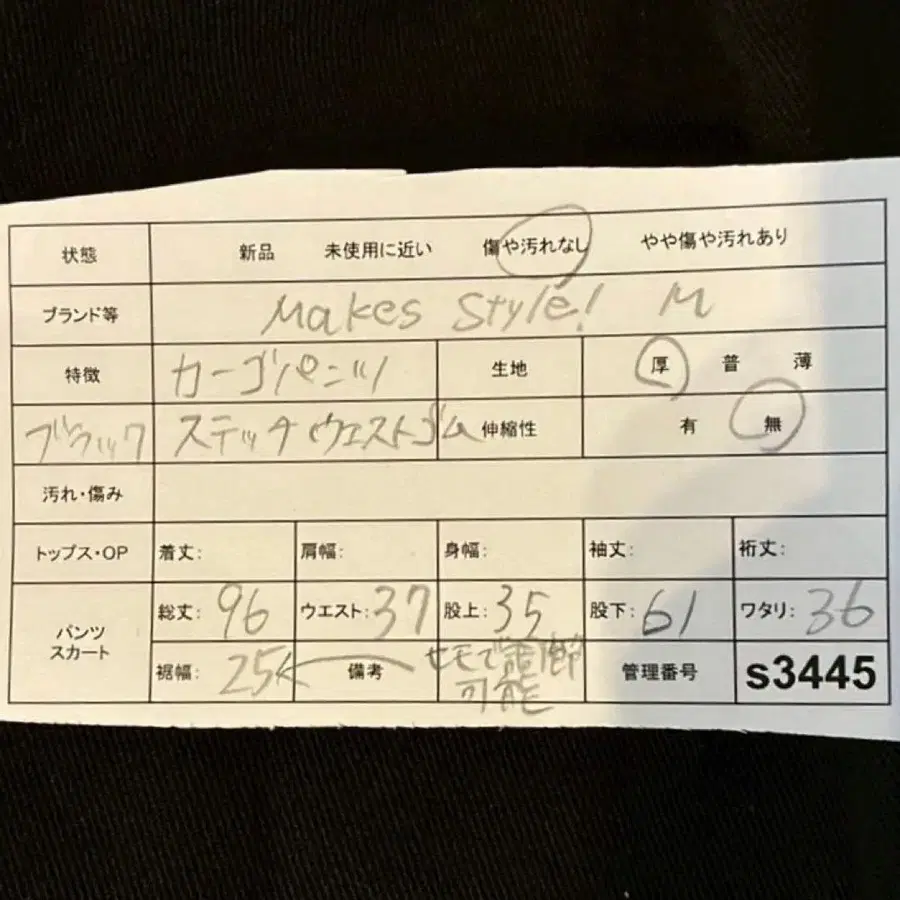 状態 新品 未使用に近い 傷や汚れなし やや傷や汚れあり
ブランド等 Makes Style! M
特徴 カーゴパンツ 生地 厚 普 薄
ブラック ステッチ ウエストゴム 伸縮性 有 無
汚れ・傷み
トップス・OP 着丈: 肩幅: 身幅: 袖丈: 裄丈:
パンツ スカート 総丈: 96 ウエスト: 37 股上: 35 股下: 61 ワタリ: 36
裾幅: 25 備考 ヒモで調節 可能 管理番号 s3445